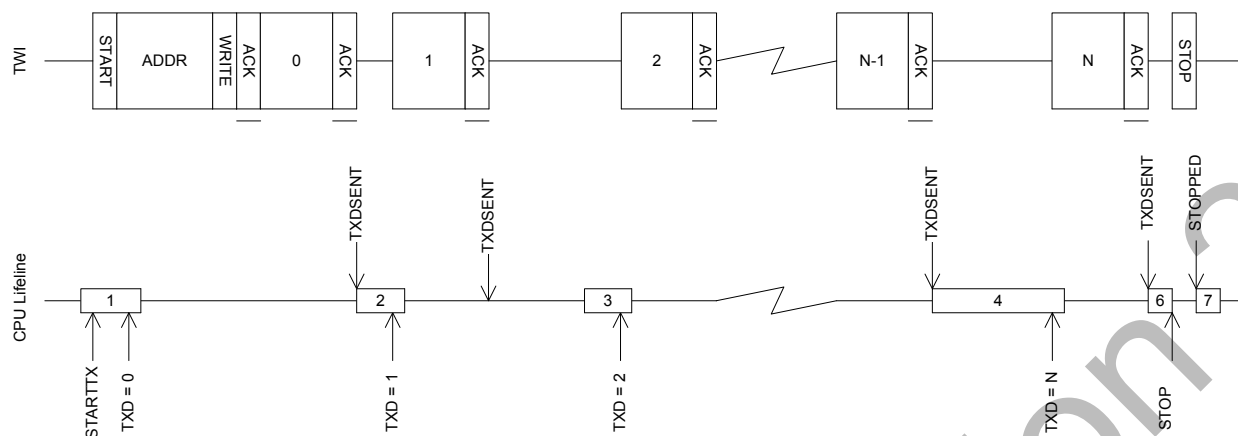 TWI
START
ADDR
WRITE
ACK
0
ACK
1
ACK
2
ACK
N-1
ACK
N
ACK
STOP
CPU Lifeline
TXDSENT
TXDSENT
TXDSENT
TXDSENT
STOPPED
1
2
3
4
6
7
STARTTX
TXD = 0
TXD = 1
TXD = 2
TXD = N
STOP